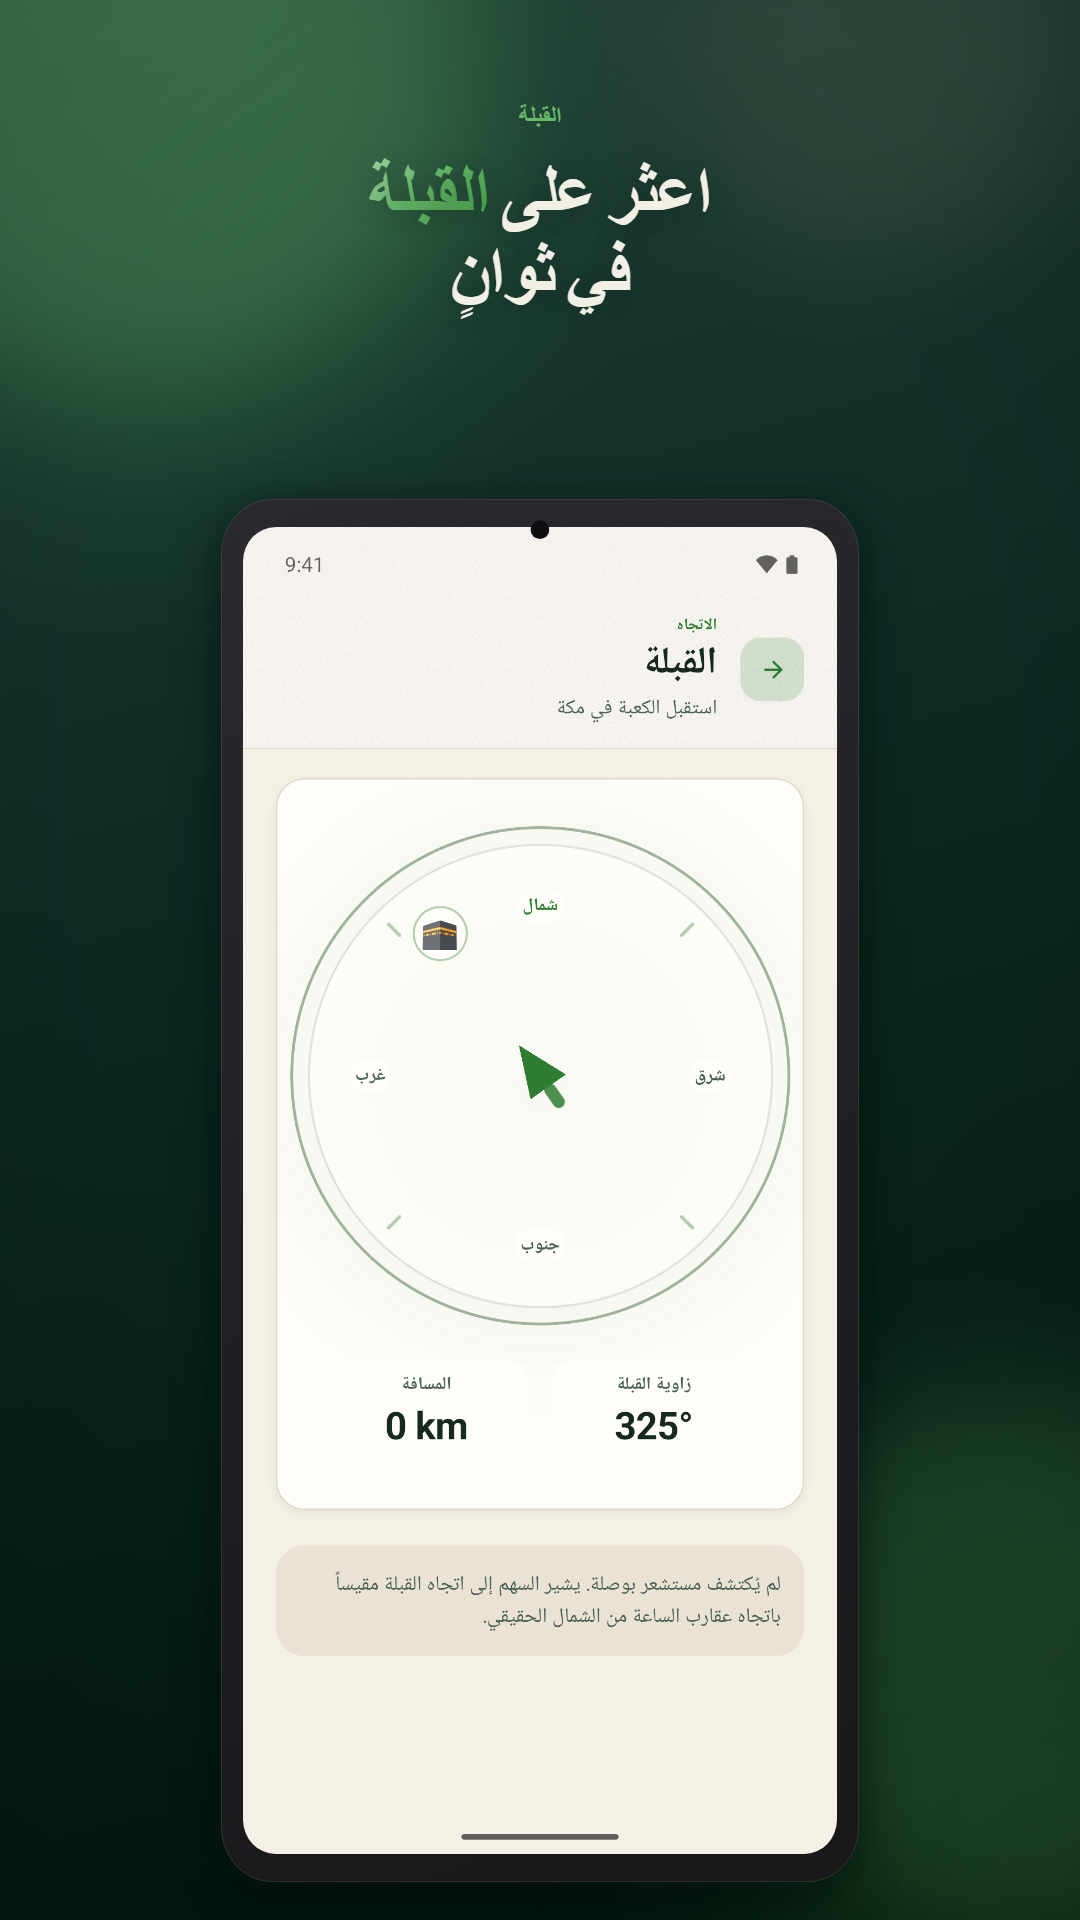 القبلة
اعثر على القبلة
في ثوانٍ
9:41
الاتجاه
القبلة
استقبل الكعبة في مكة
شمال
غرب
شرق
جنوب
زاوية القبلة
325°
المسافة
0 km
لم يُكتشف مستشعر بوصلة. يشير السهم إلى اتجاه القبلة مقيساً
باتجاه عقارب الساعة من الشمال الحقيقي.